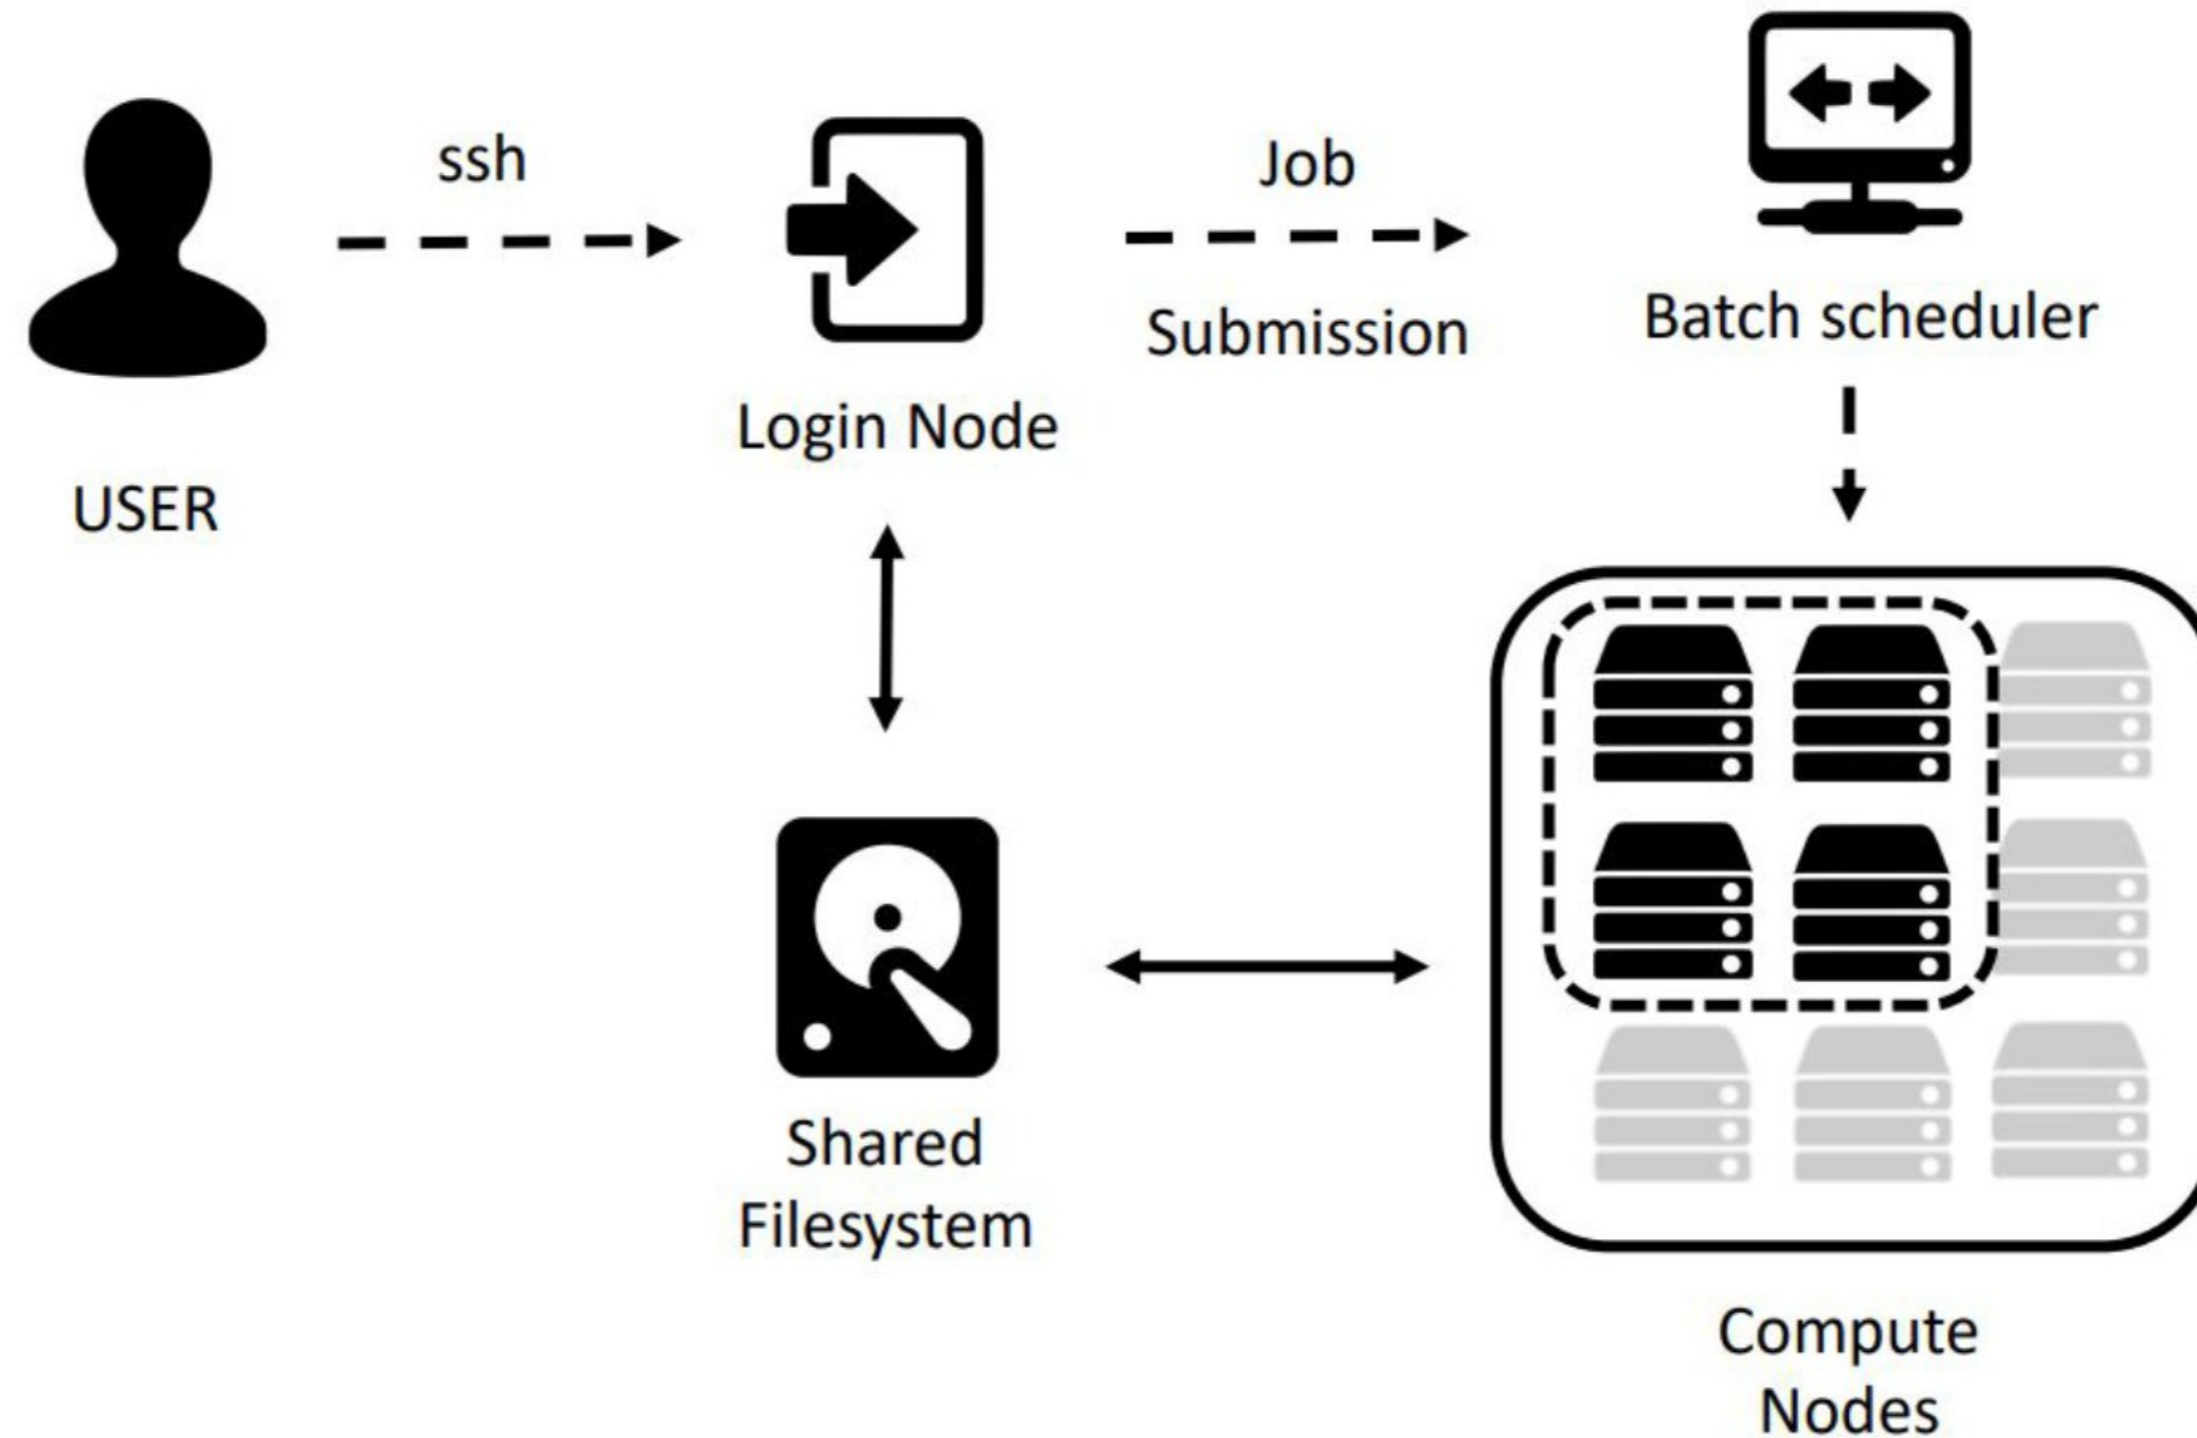 ssh
Job
Submission
Batch scheduler
Login Node
USER
Shared
Filesystem
Compute
Nodes